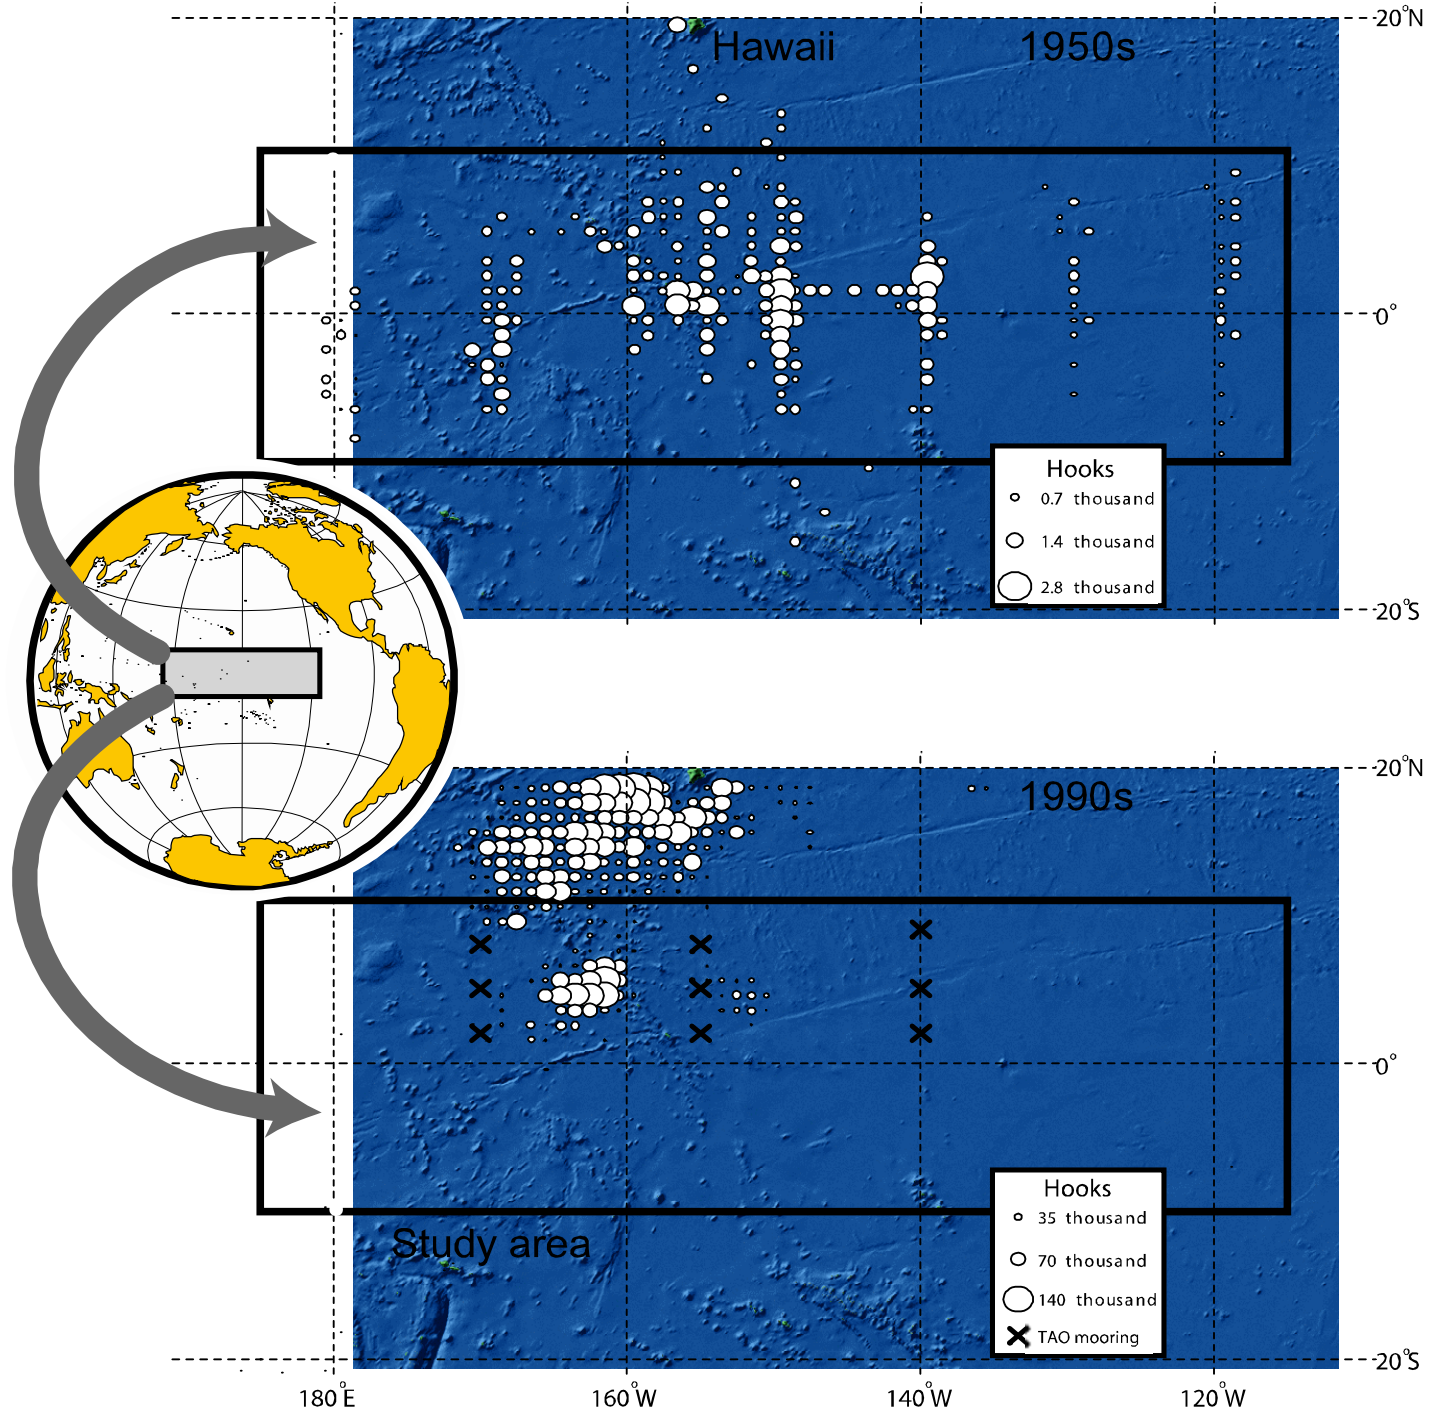 20°N
Hawaii 1950s
0°
Hooks
0.7 thousand
1.4 thousand
2.8 thousand
20°S
20°N
1990s
0°
Hooks
35 thousand
70 thousand
140 thousand
TAO mooring
Study area
20°S
180°E 160°W 140°W 120°W